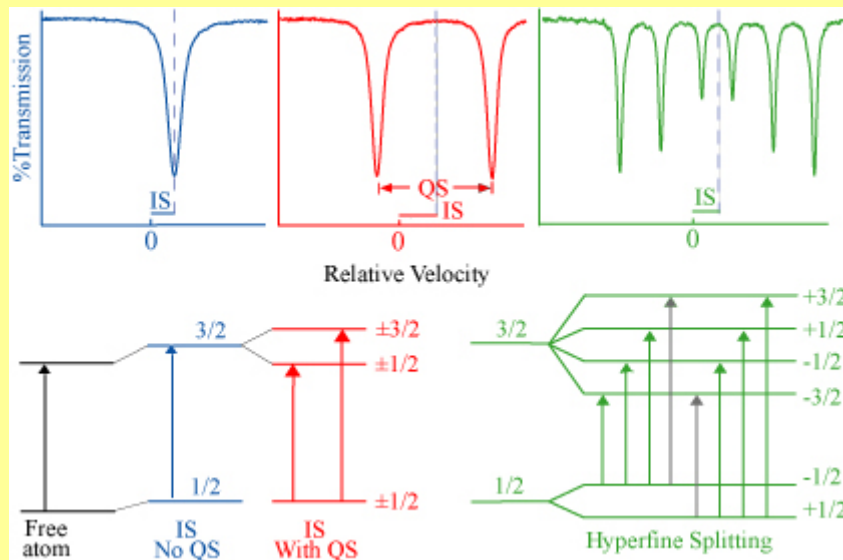 %Transmission
IS
0
QS
IS
0
IS
0
Relative Velocity
3/2
±3/2
±1/2
1/2
±1/2
Free
atom
IS
No QS
IS
With QS
3/2
+3/2
+1/2
-1/2
-3/2
1/2
-1/2
+1/2
Hyperfine Splitting